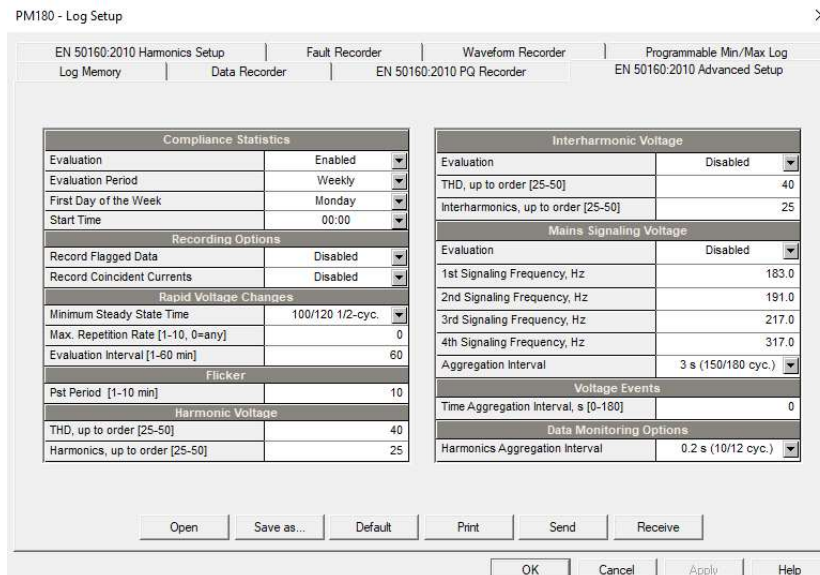 PM180 - Log Setup
EN 50160:2010 Harmonics Setup
Fault Recorder
Waveform Recorder
Programmable Min/Max Log
Log Memory
Data Recorder
EN 50160:2010 PQ Recorder
EN 50160:2010 Advanced Setup
Compliance Statistics
Evaluation Enabled
Evaluation Period Weekly
First Day of the Week Monday
Start Time 00:00
Recording Options
Record Flagged Data Disabled
Record Coincident Currents Disabled
Rapid Voltage Changes
Minimum Steady State Time 100/120 1/2-cyc.
Max. Repetition Rate [1-10, 0=any] 0
Evaluation Interval [1-60 min] 60
Flicker
Pst Period [1-10 min] 10
Harmonic Voltage
THD, up to order [25-50] 40
Harmonics, up to order [25-50] 25
Interharmonic Voltage
Evaluation Disabled
THD, up to order [25-50] 40
Interharmonics, up to order [25-50] 25
Mains Signaling Voltage
Evaluation Disabled
1st Signaling Frequency, Hz 183.0
2nd Signaling Frequency, Hz 191.0
3rd Signaling Frequency, Hz 217.0
4th Signaling Frequency, Hz 317.0
Aggregation Interval 3 s (150/180 cyc.)
Voltage Events
Time Aggregation Interval, s [0-180] 0
Data Monitoring Options
Harmonics Aggregation Interval 0.2 s (10/12 cyc.)
Open
Save as...
Default
Print
Send
Receive
OK
Cancel
Apply
Help